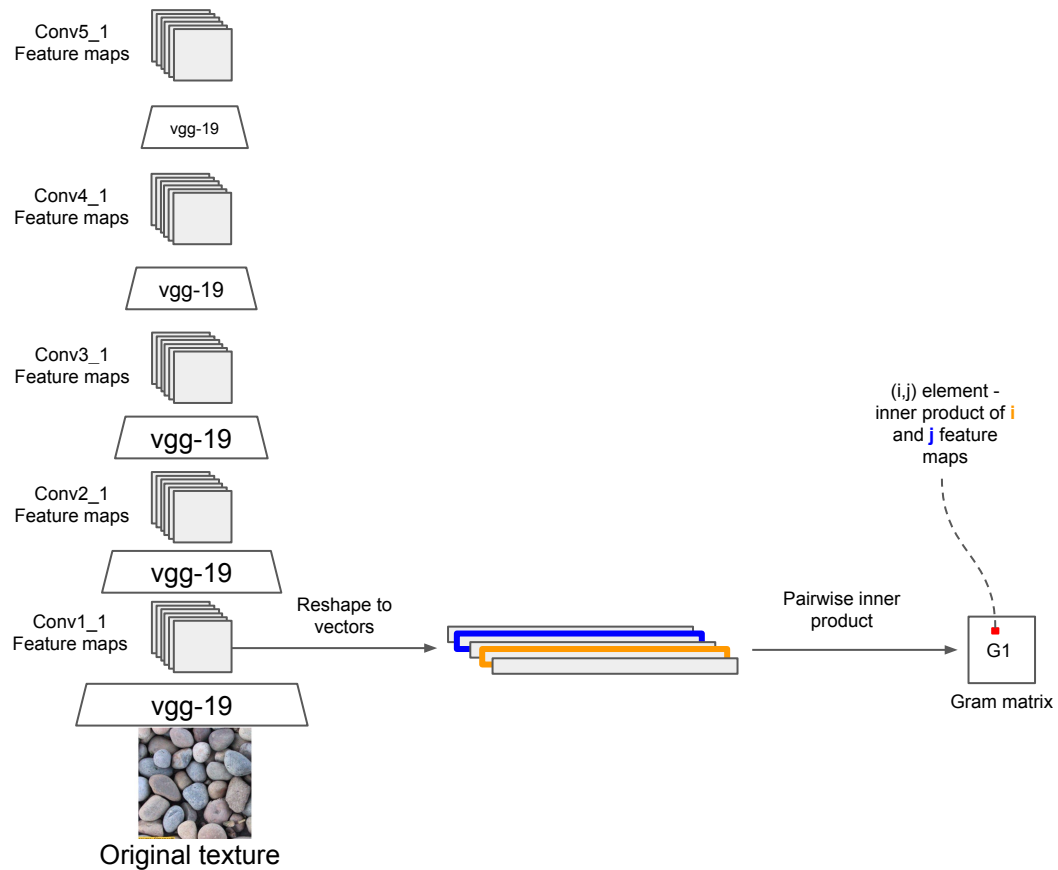 Conv5_1
Feature maps
vgg-19
Conv4_1
Feature maps
vgg-19
Conv3_1
Feature maps
(i,j) element -
inner product of i
and j feature
maps
vgg-19
Conv2_1
Feature maps
vgg-19
Conv1_1
Feature maps
Reshape to
vectors
Pairwise inner
product
G1
Gram matrix
vgg-19
Original texture